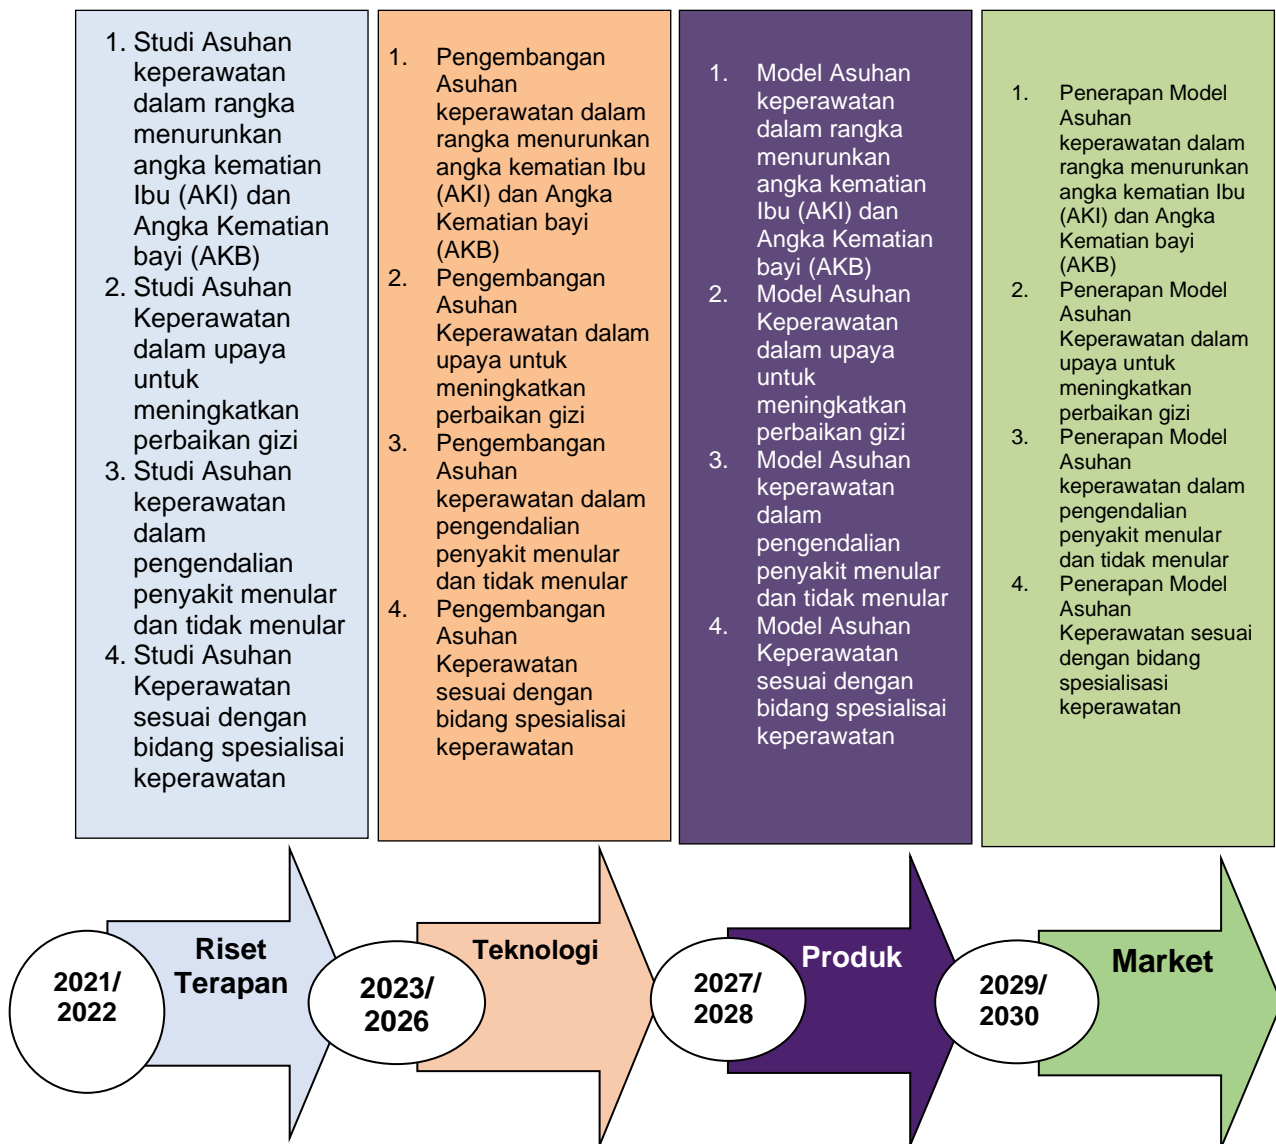 1. Studi Asuhan
keperawatan
dalam rangka
menurunkan
angka kematian
Ibu (AKI) dan
Angka Kematian
bayi (AKB)
2. Studi Asuhan
Keperawatan
dalam upaya
untuk
meningkatkan
perbaikan gizi
3. Studi Asuhan
keperawatan
dalam
pengendalian
penyakit menular
dan tidak menular
4. Studi Asuhan
Keperawatan
sesuai dengan
bidang spesialisai
keperawatan
1. Pengembangan
Asuhan
keperawatan dalam
rangka menurunkan
angka kematian Ibu
(AKI) dan Angka
Kematian bayi
(AKB)
2. Pengembangan
Asuhan
Keperawatan dalam
upaya untuk
meningkatkan
perbaikan gizi
3. Pengembangan
Asuhan
keperawatan dalam
pengendalian
penyakit menular
dan tidak menular
4. Pengembangan
Asuhan
Keperawatan
sesuai dengan
bidang spesialisai
keperawatan
1. Model Asuhan
keperawatan
dalam rangka
menurunkan
angka kematian
Ibu (AKI) dan
Angka Kematian
bayi (AKB)
2. Model Asuhan
Keperawatan
dalam upaya
untuk
meningkatkan
perbaikan gizi
3. Model Asuhan
keperawatan
dalam
pengendalian
penyakit menular
dan tidak menular
4. Model Asuhan
Keperawatan
sesuai dengan
bidang spesialisai
keperawatan
1. Penerapan Model
Asuhan
keperawatan dalam
rangka menurunkan
angka kematian Ibu
(AKI) dan Angka
Kematian bayi
(AKB)
2. Penerapan Model
Asuhan
Keperawatan dalam
upaya untuk
meningkatkan
perbaikan gizi
3. Penerapan Model
Asuhan
keperawatan dalam
pengendalian
penyakit menular
dan tidak menular
4. Penerapan Model
Asuhan
Keperawatan sesuai
dengan bidang
spesialisasi
keperawatan
2021/
2022
Riset
Terapan
2023/
2026
Teknologi
2027/
2028
Produk
2029/
2030
Market